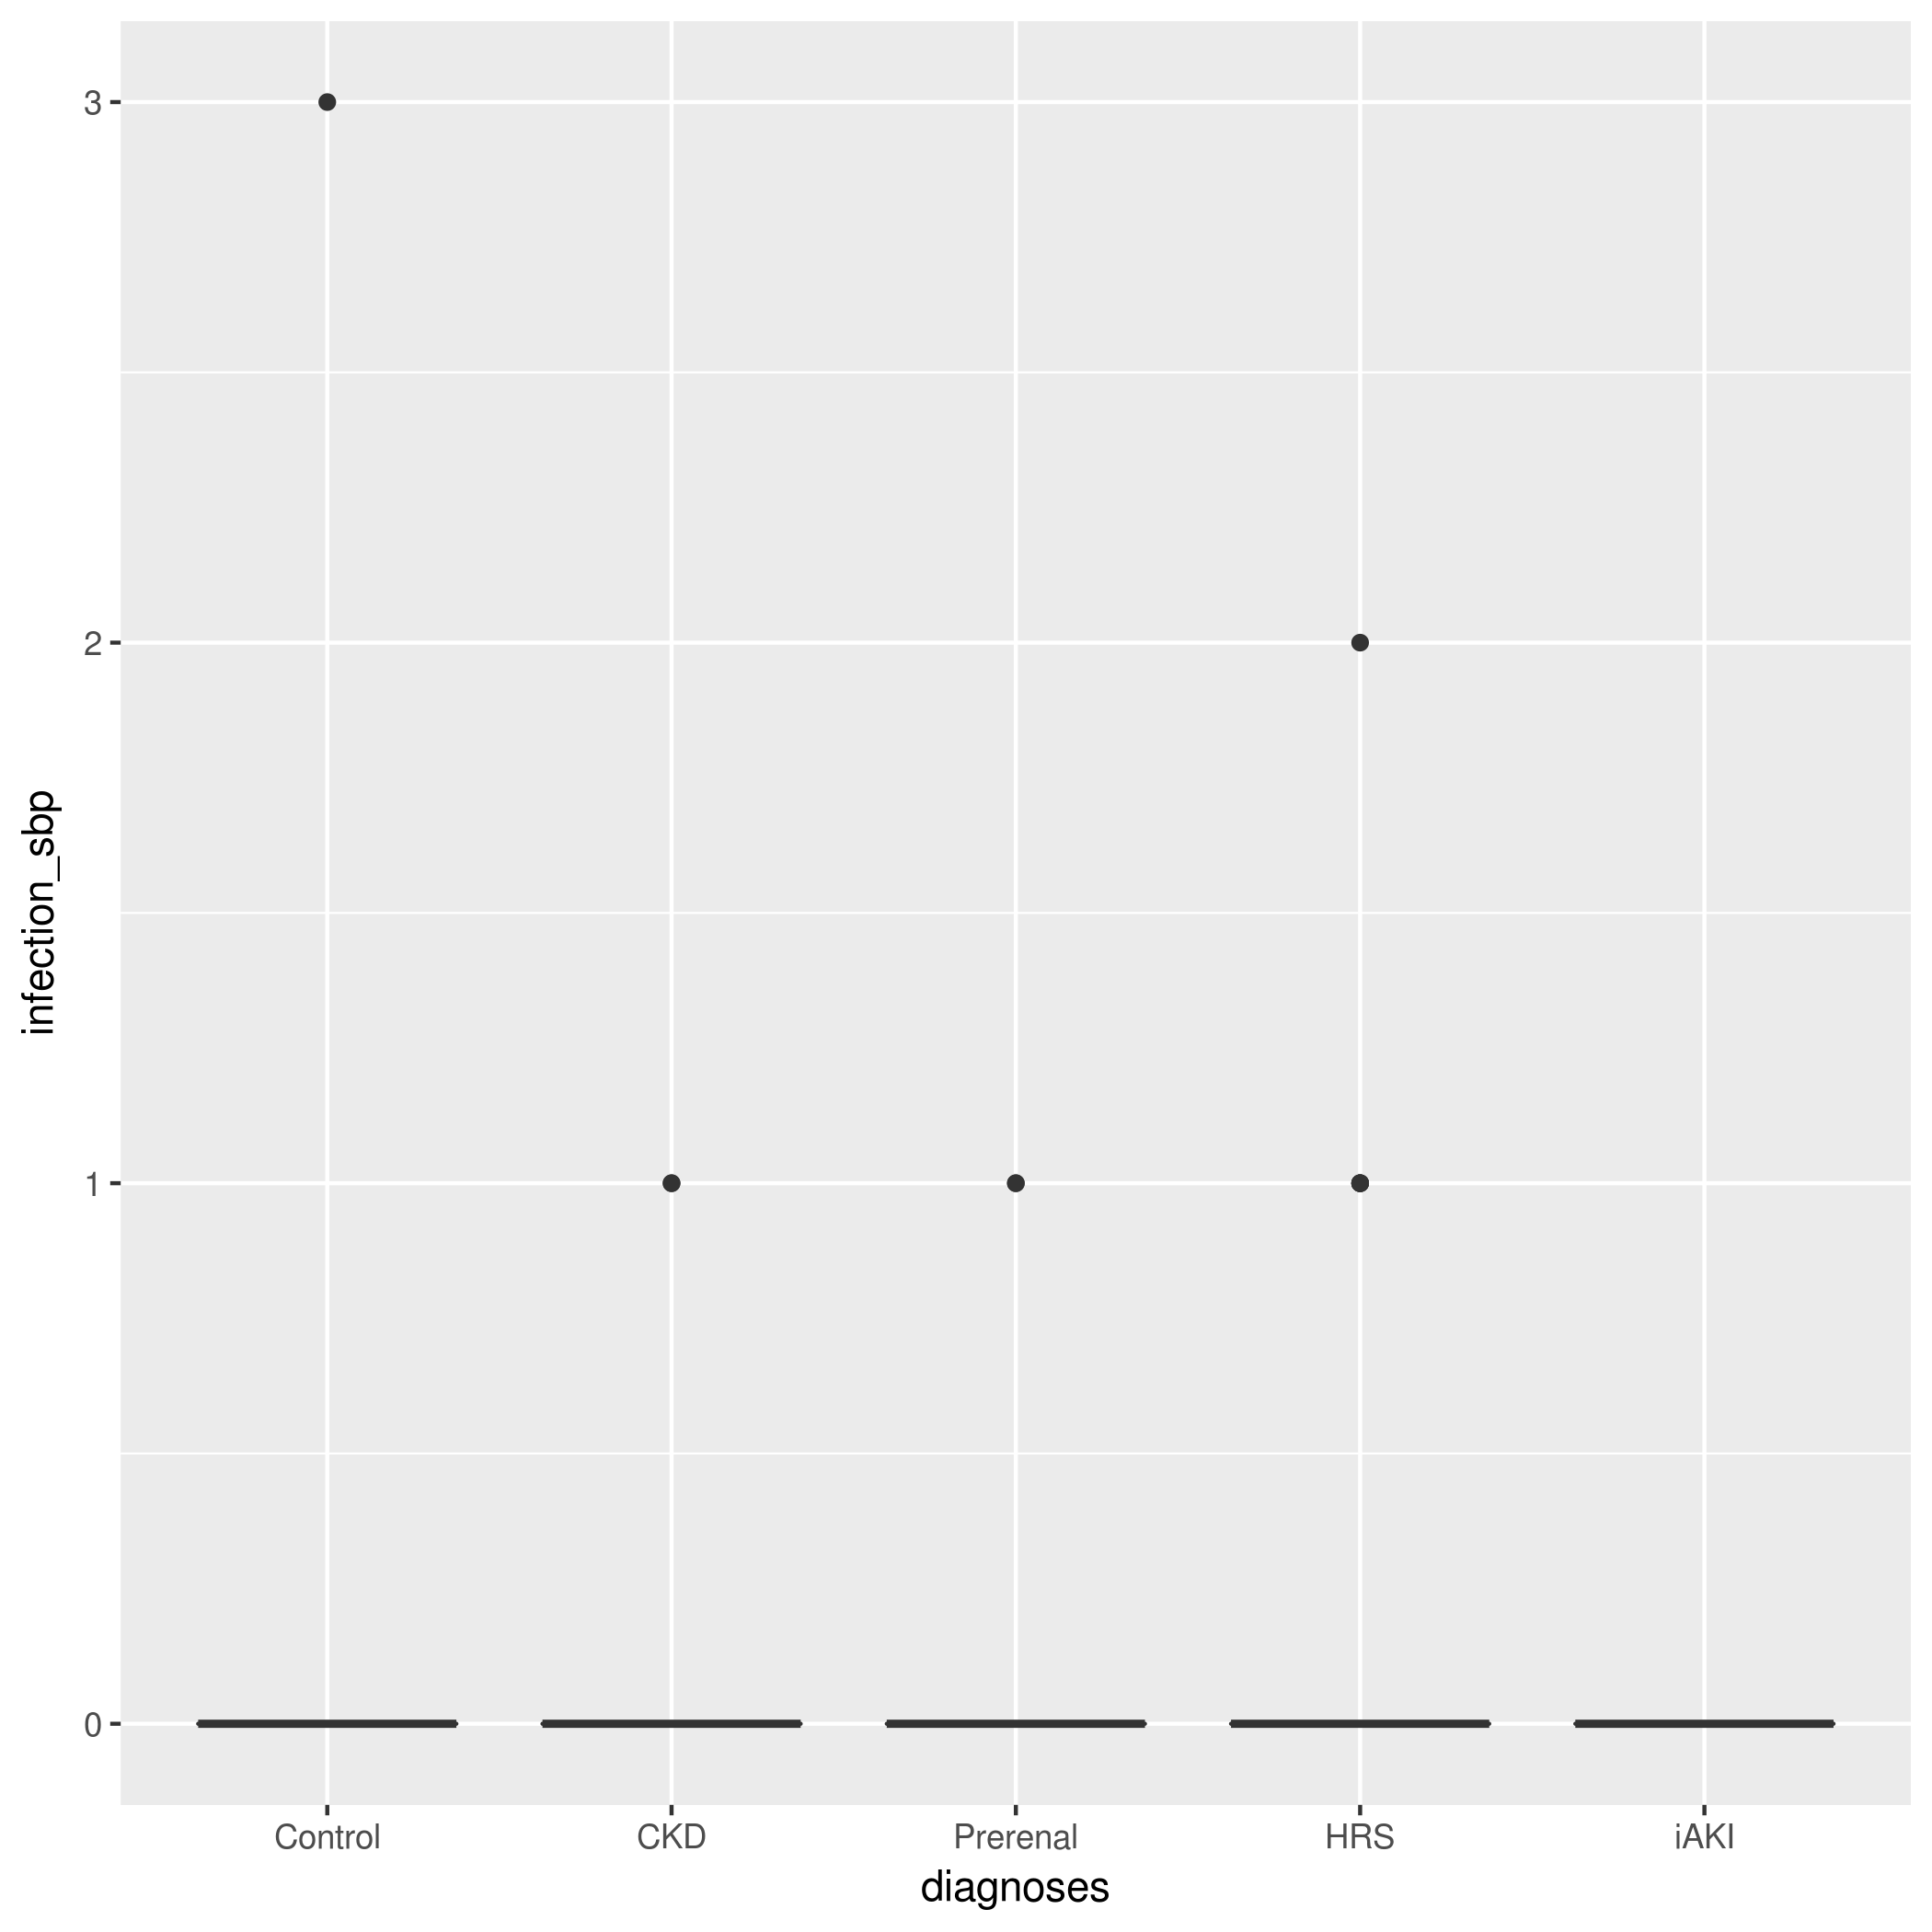 3
2
1
0
infection_sbp
Control CKD Prerenal HRS iAKI
diagnoses